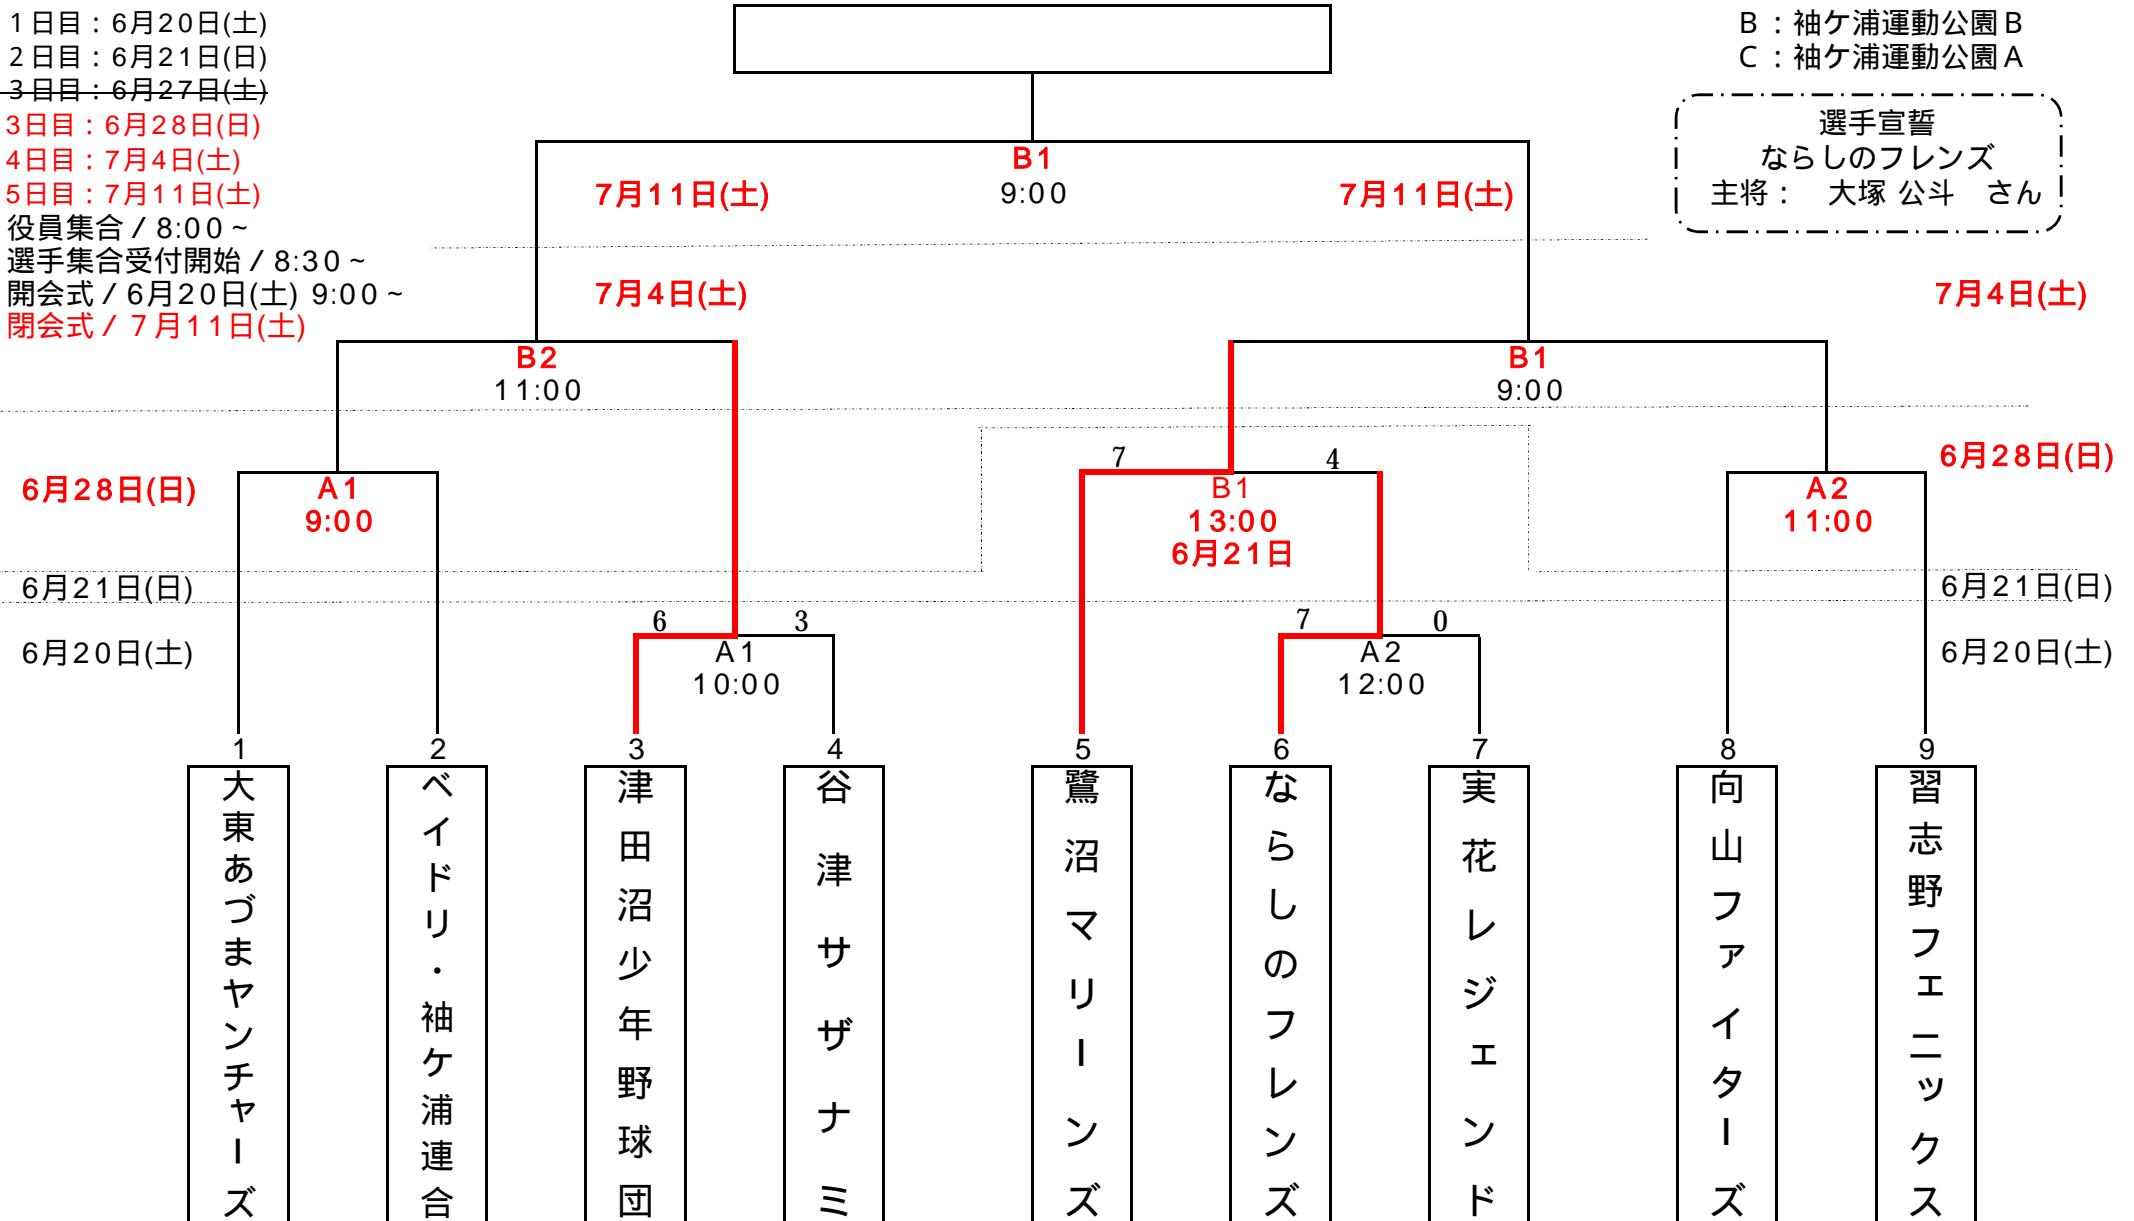 1日目：6月20日(土)
2日目：6月21日(日)
3日目：6月27日(土)
3日目：6月28日(日)
4日目：7月4日(土)
5日目：7月11日(土)
役員集合 / 8:00 ~
選手集合受付開始 / 8:30 ~
開会式 / 6月20日(土) 9:00 ~
閉会式 / 7月11日(土)
B：袖ケ浦運動公園B
C：袖ケ浦運動公園A
選手宣誓
ならしのフレンズ
主将：　大塚 公斗　さん
B1
7月11日(土) 9:00 7月11日(土)
7月4日(土) 7月4日(土)
B2 B1
11:00 9:00
7 4
6月28日(日)
6月28日(日) A1 B1 A2
9:00 13:00 11:00
6月21日
6月21日(日) 6月21日(日)
6 3 7 0
6月20日(土) A1 A2 6月20日(土)
10:00 12:00
1 2 3 4 5 6 7 8 9
大東あづまヤンチャーズ
ベイドリ・袖ケ浦連合
津田沼少年野球団
谷津サザナミ
鷺沼マリーンズ
ならしのフレンズ
実花レジェンド
向山ファイターズ
習志野フェニックス